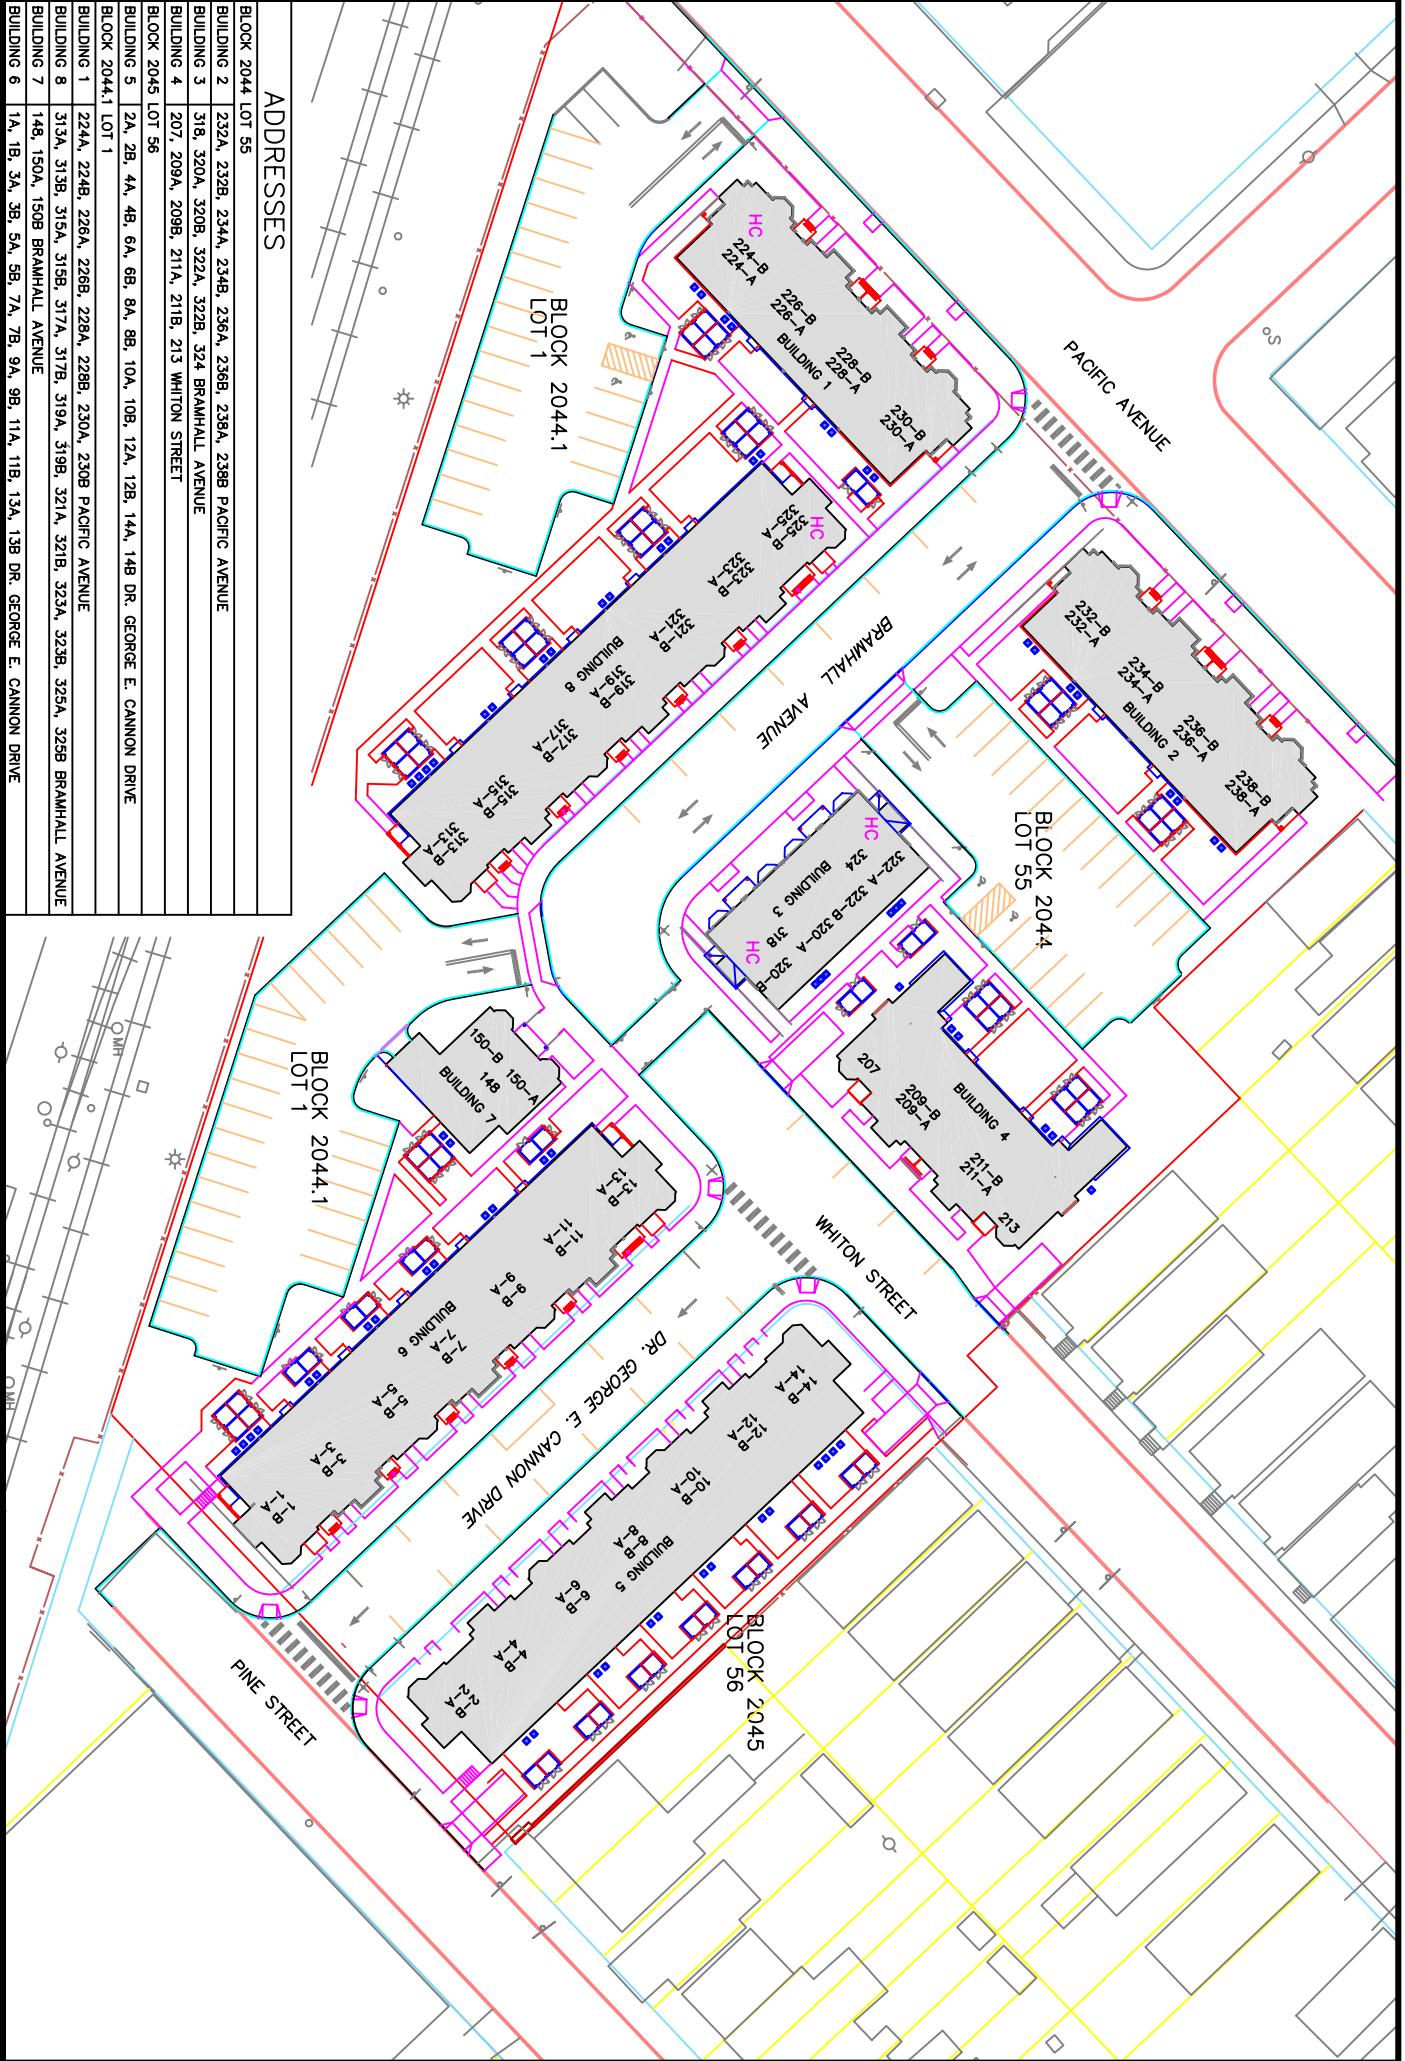 ADDRESSES
BLOCK 2044 LOT 55
BUILDING 2 232A, 232B, 234A, 234B, 236A, 236B, 238A, 238B PACIFIC AVENUE
BUILDING 3 318, 320A, 320B, 322A, 322B, 324 BRAMHALL AVENUE
BUILDING 4 207, 209A, 209B, 211A, 211B, 213 WHITON STREET
BLOCK 2045 LOT 56
BUILDING 5 2A, 2B, 4A, 4B, 6A, 6B, 8A, 8B, 10A, 10B, 12A, 12B, 14A, 14B DR. GEORGE E. CANNON DRIVE
BLOCK 2044.1 LOT 1
BUILDING 1 224A, 224B, 226A, 226B, 228A, 228B, 230A, 230B PACIFIC AVENUE
BUILDING 8 313A, 313B, 315A, 315B, 317A, 317B, 319A, 319B, 321A, 321B, 323A, 323B, 325A, 325B BRAMHALL AVENUE
BUILDING 7 148, 150A, 150B BRAMHALL AVENUE
BUILDING 6 1A, 1B, 3A, 3B, 5A, 5B, 7A, 7B, 9A, 9B, 11A, 11B, 13A, 13B DR. GEORGE E. CANNON DRIVE
PACIFIC AVENUE
S
HC
224-B
224-A
226-B
226-A
BUILDING 1
228-B
228-A
230-B
230-A
BLOCK 2044.1
LOT 1
232-B
232-A
234-B
234-A
BUILDING 2
236-B
236-A
238-B
238-A
BLOCK 2044
LOT 55
BRAMHALL AVENUE
HC
325-B
325-A
323-B
323-A
321-B
321-A
BUILDING 8
319-B
319-A
317-B
317-A
315-B
315-A
313-B
313-A
HC
324
322-A
322-B
BUILDING 3
320-A
318
320-B
HC
207
209-B
209-A
BUILDING 4
211-B
211-A
213
WHITON STREET
150-B
150-A
148
BUILDING 7
BLOCK 2044.1
LOT 1
13-B
13-A
11-B
11-A
9-B
9-A
BUILDING 6
7-B
7-A
5-B
5-A
3-B
3-A
1-B
1-A
DR. GEORGE E. CANNON DRIVE
14-B
14-A
12-B
12-A
10-B
10-A
BUILDING 5
8-B
8-A
6-B
6-A
4-B
4-A
2-B
2-A
BLOCK 2045
LOT 56
PINE STREET
MH
MH